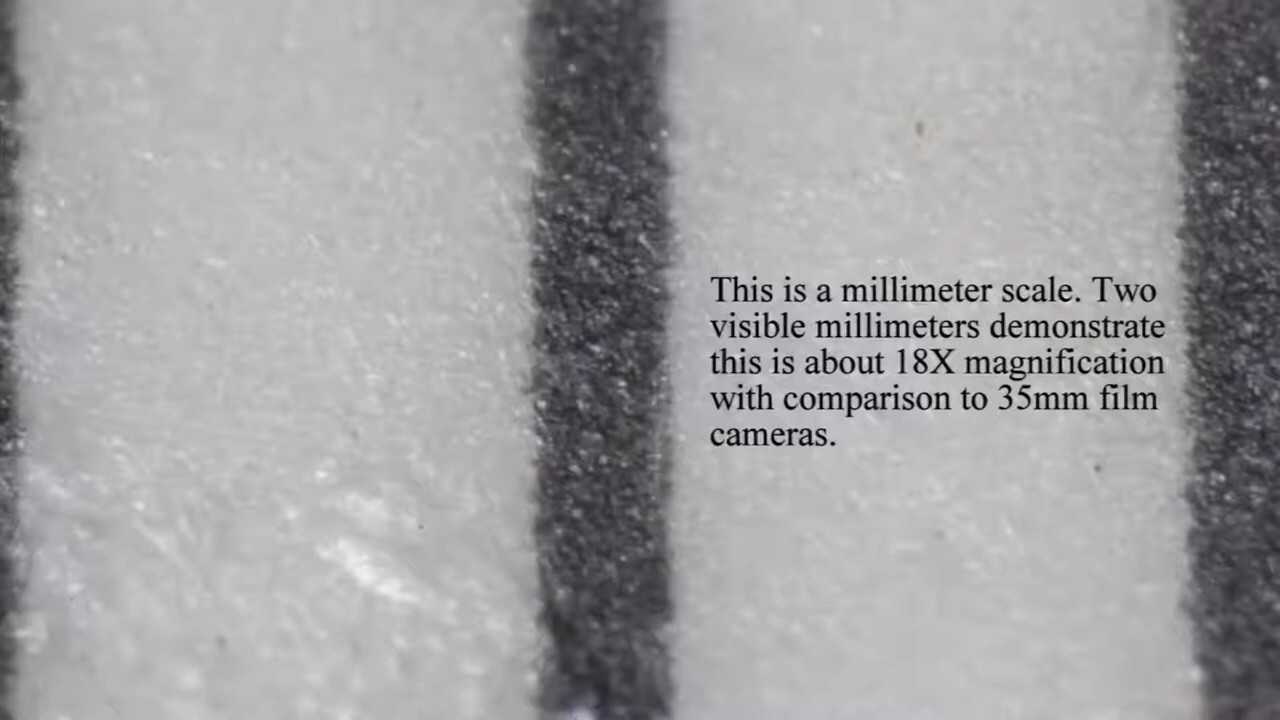 This is a millimeter scale. Two
visible millimeters demonstrate
this is about 18X magnification
with comparison to 35mm film
cameras.